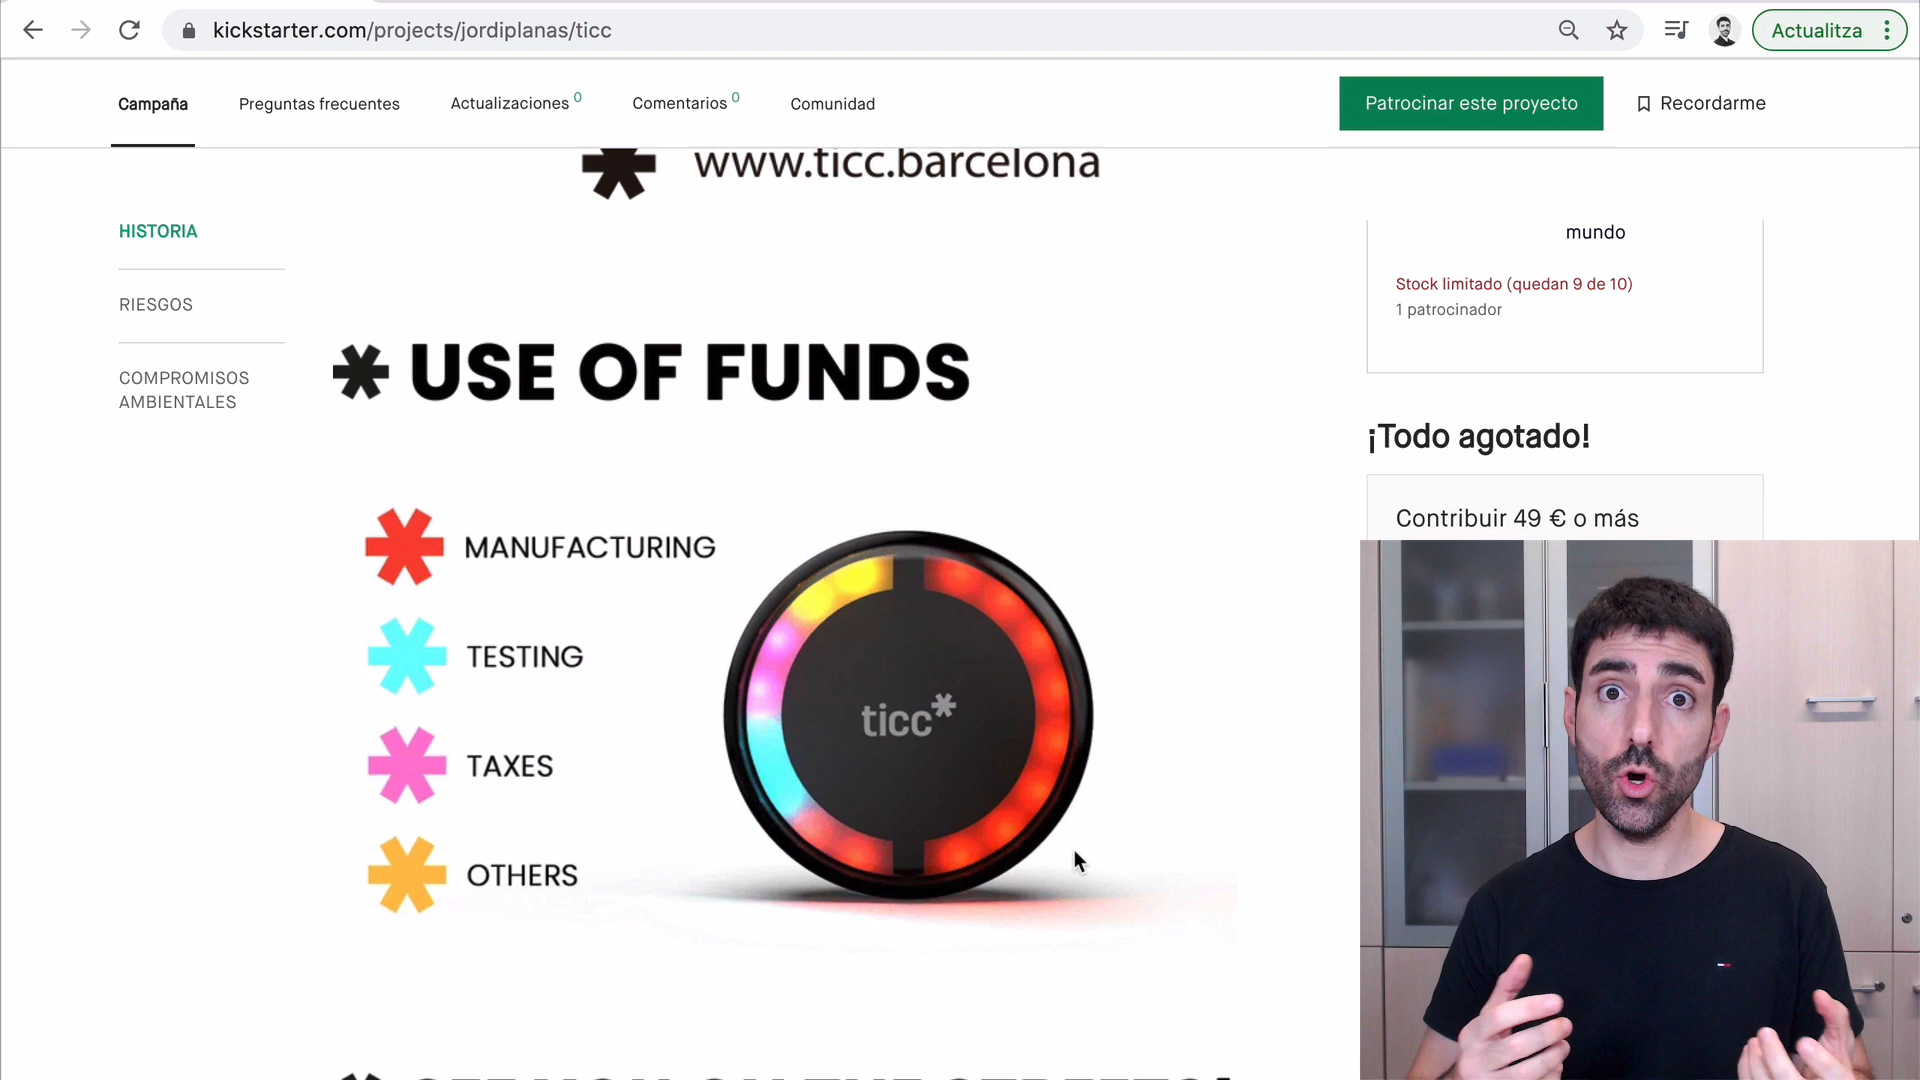 kickstarter.com/projects/jordiplanas/ticc
Actualitza
Campaña
Preguntas frecuentes
Actualizaciones 0
Comentarios 0
Comunidad
Patrocinar este proyecto
Recordarme
www.ticc.barcelona
HISTORIA
RIESGOS
COMPROMISOS
AMBIENTALES
* USE OF FUNDS
MANUFACTURING
TESTING
TAXES
OTHERS
ticc*
mundo
Stock limitado (quedan 9 de 10)
1 patrocinador
¡Todo agotado!
Contribuir 49 € o más